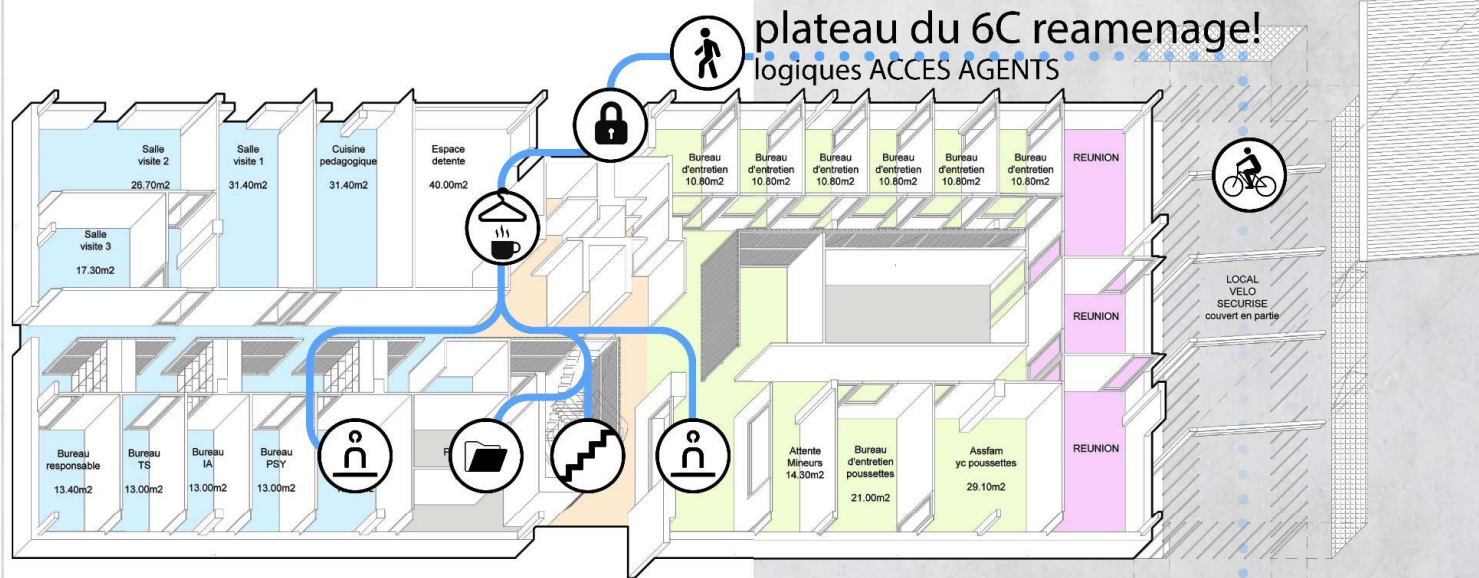 plateau du 6C reamenage!
logiques ACCES AGENTS
Salle
visite 2
26.70m2
Salle
visite 1
31.40m2
Cuisine
pedagogique
31.40m2
Espace
detente
40.00m2
Bureau
d'entretien
10.80m2
Bureau
d'entretien
10.80m2
Bureau
d'entretien
10.80m2
Bureau
d'entretien
10.80m2
Bureau
d'entretien
10.80m2
Bureau
d'entretien
10.80m2
REUNION
Salle
visite 3
17.30m2
LOCAL
VELO
SECURISE
couvert en partie
REUNION
Bureau
responsable
13.40m2
Bureau
TS
13.00m2
Bureau
IA
13.00m2
Bureau
PSY
13.00m2
Attente
Mineurs
14.30m2
Bureau
d'entretien
poussettes
21.00m2
Assfam
yc poussettes
29.10m2
REUNION